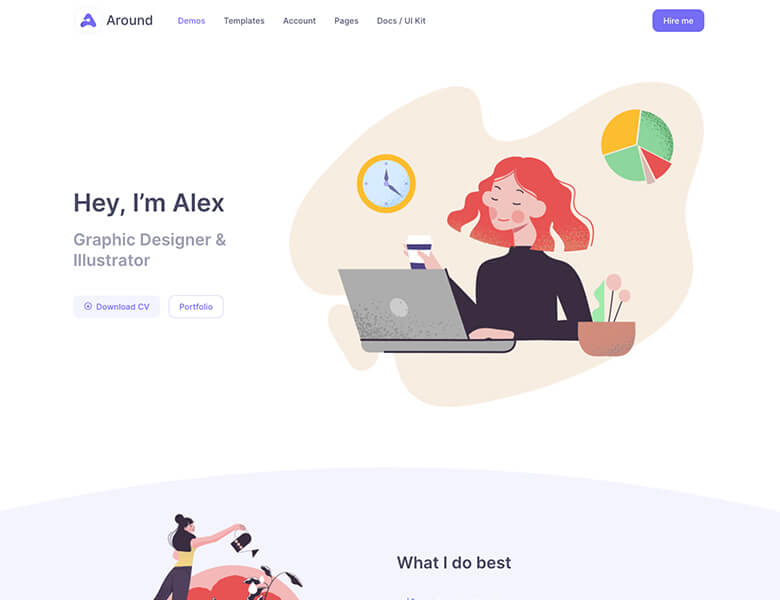 Around
Demos Templates Account Pages Docs / UI Kit
Hire me
Hey, I’m Alex
Graphic Designer &
Illustrator
Download CV
Portfolio
What I do best